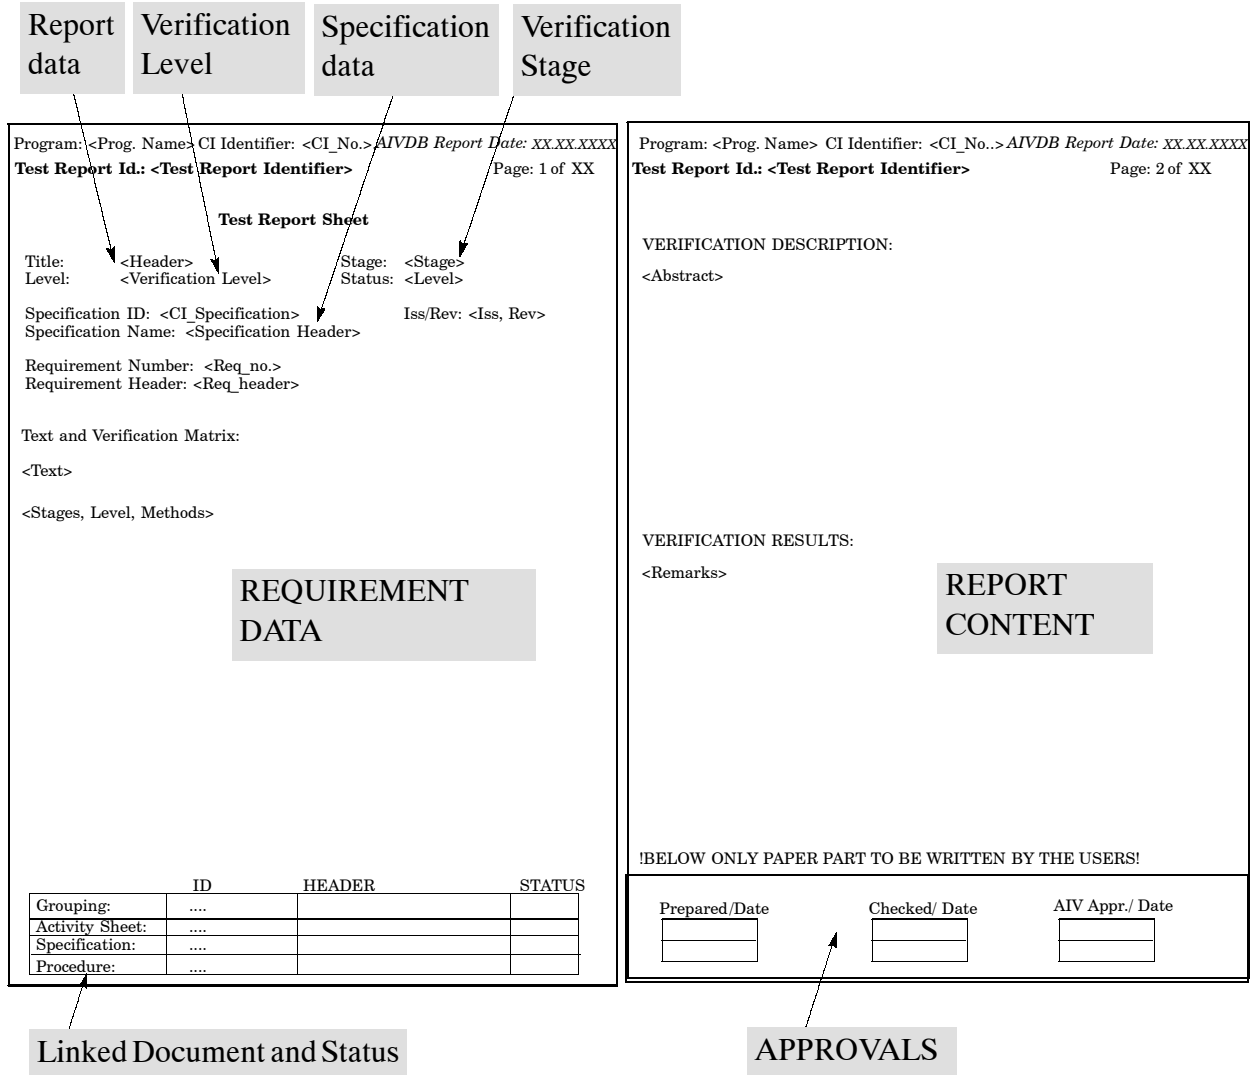 Report data
Verification Level
Specification data
Verification Stage
Program: <Prog. Name> CI Identifier: <CI_No.>,AIVDB Report Date: XX.XX.XXXX
Test Report Id.: <Test Report Identifier> Page: 1 of XX
Test Report Sheet
Title: <Header> Stage: <Stage>
Level: <Verification Level> Status: <Level>
Specification ID: <CI_Specification> Iss/Rev: <Iss, Rev>
Specification Name: <Specification Header>
Requirement Number: <Req_no.>
Requirement Header: <Req_header>
Text and Verification Matrix:
<Text>
<Stages, Level, Methods>
REQUIREMENT
DATA
ID HEADER STATUS
Grouping: ....
Activity Sheet: ....
Specification: ....
Procedure: ....
Linked Document and Status
Program: <Prog. Name> CI Identifier: <CI_No..> AIVDB Report Date: XX.XX.XXXX
Test Report Id.: <Test Report Identifier> Page: 2 of XX
VERIFICATION DESCRIPTION:
<Abstract>
VERIFICATION RESULTS:
<Remarks>
REPORT
CONTENT
!BELOW ONLY PAPER PART TO BE WRITTEN BY THE USERS!
Prepared/Date Checked/ Date AIV Appr./ Date
APPROVALS